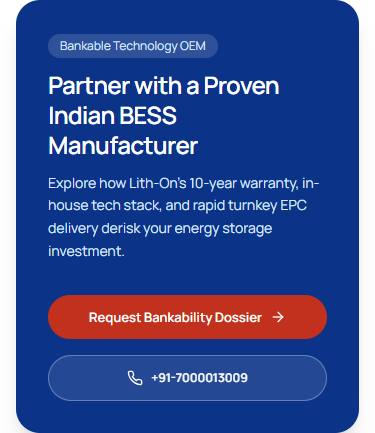 Bankable Technology OEM
Partner with a Proven
Indian BESS
Manufacturer
Explore how Lith-On's 10-year warranty, in-
house tech stack, and rapid turnkey EPC
delivery derisk your energy storage
investment.
Request Bankability Dossier →
+91-7000013009